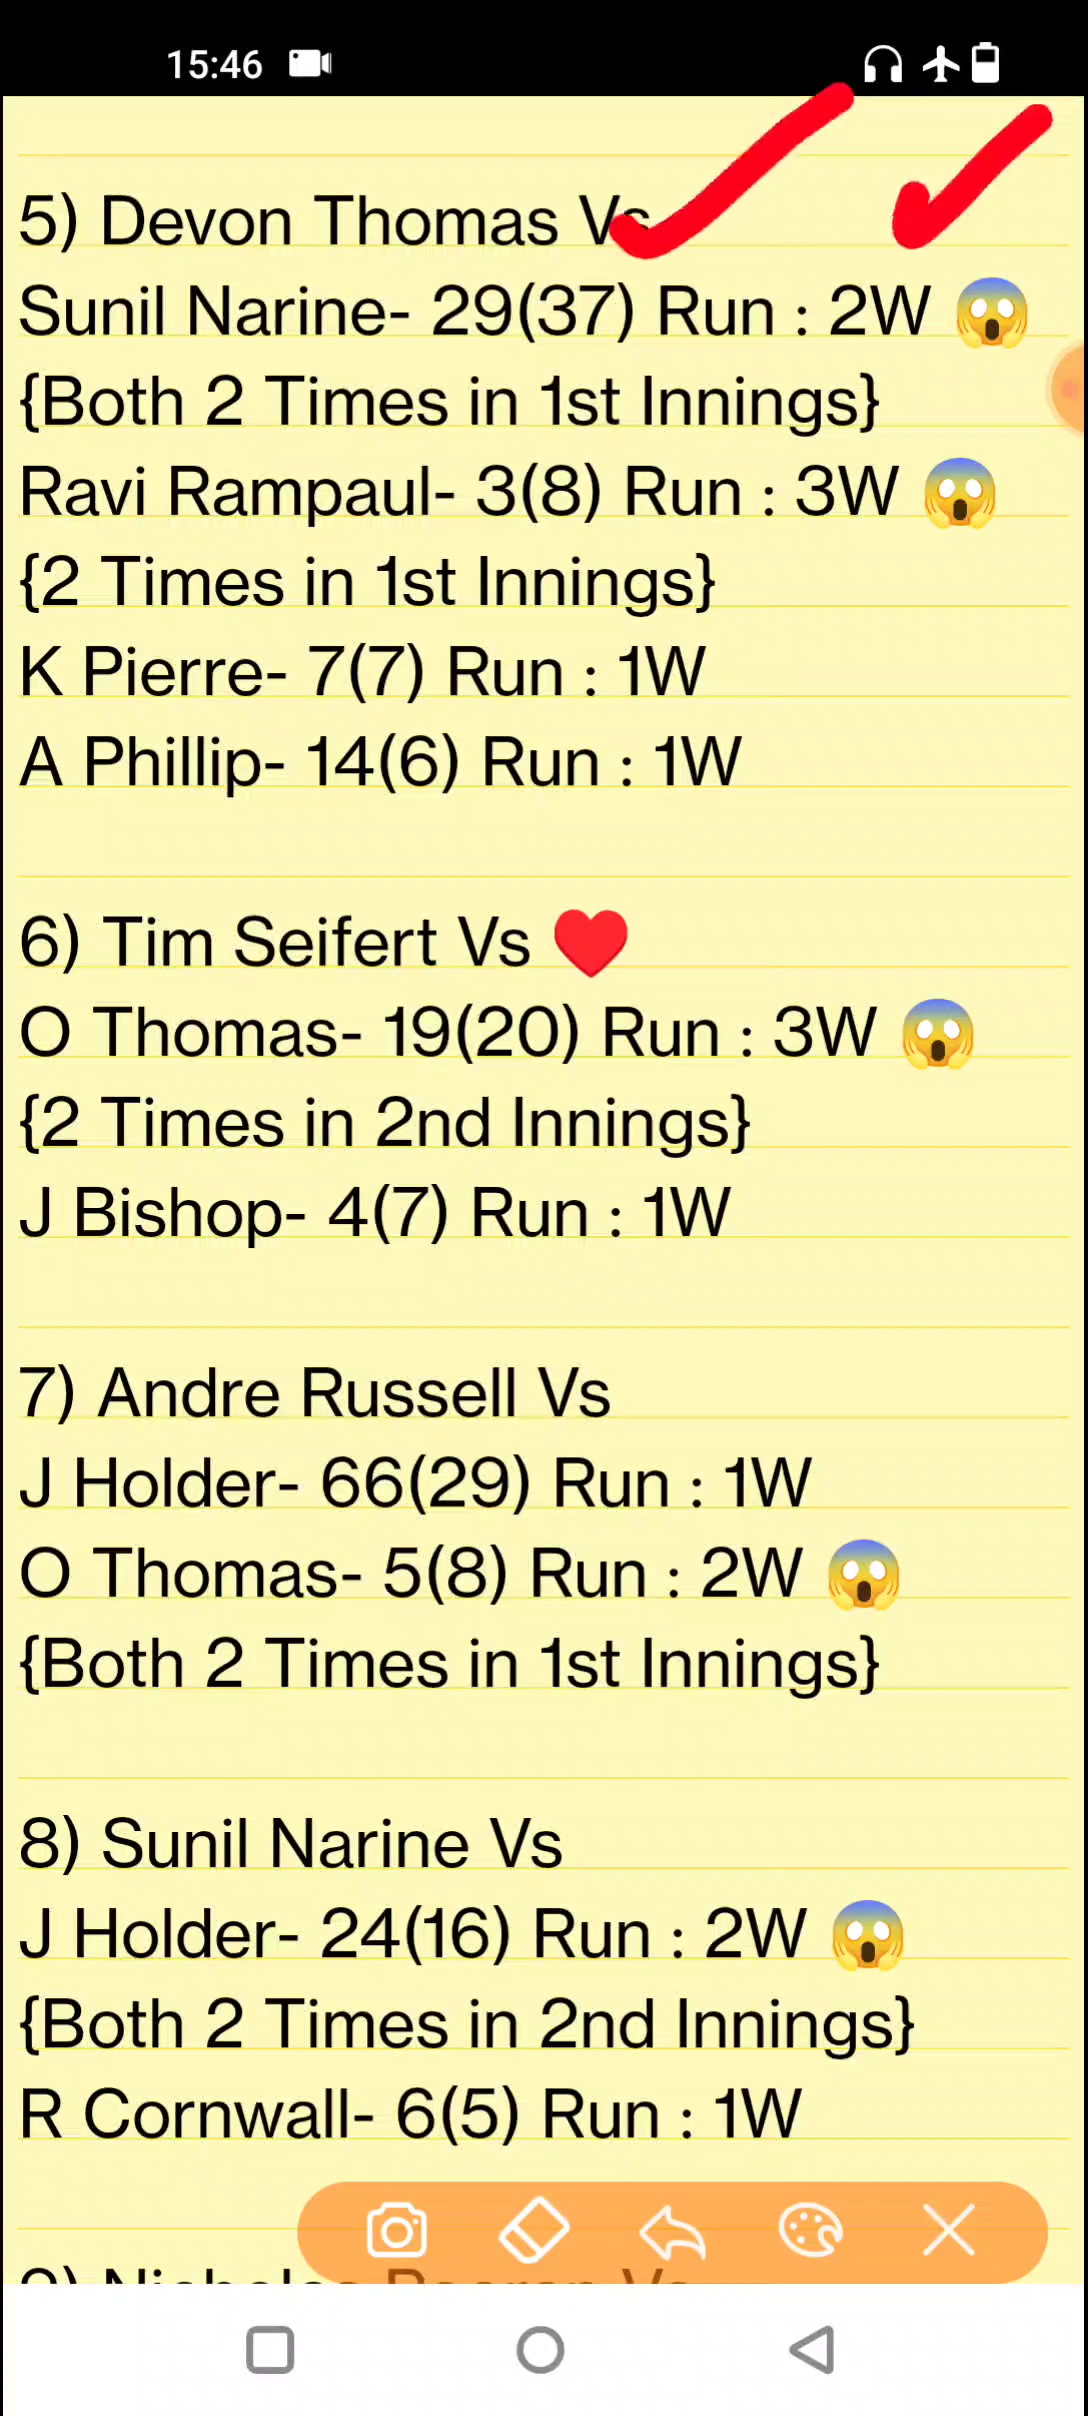 15:46
5) Devon Thomas Vs
Sunil Narine- 29(37) Run : 2W 😱
{Both 2 Times in 1st Innings}
Ravi Rampaul- 3(8) Run : 3W 😱
{2 Times in 1st Innings}
K Pierre- 7(7) Run : 1W
A Phillip- 14(6) Run : 1W
6) Tim Seifert Vs ♥
O Thomas- 19(20) Run : 3W 😱
{2 Times in 2nd Innings}
J Bishop- 4(7) Run : 1W
7) Andre Russell Vs
J Holder- 66(29) Run : 1W
O Thomas- 5(8) Run : 2W 😱
{Both 2 Times in 1st Innings}
8) Sunil Narine Vs
J Holder- 24(16) Run : 2W 😱
{Both 2 Times in 2nd Innings}
R Cornwall- 6(5) Run : 1W